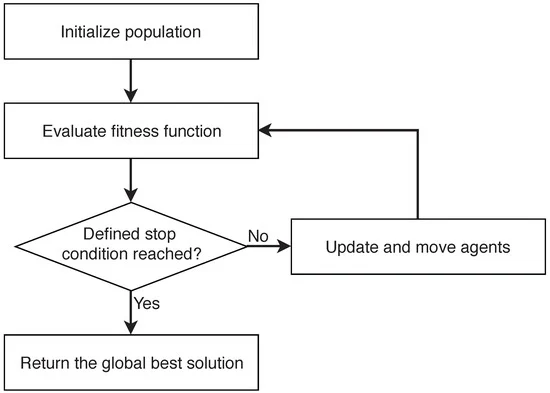 Initialize population
Evaluate fitness function
Defined stop
condition reached?
No
Update and move agents
Yes
Return the global best solution